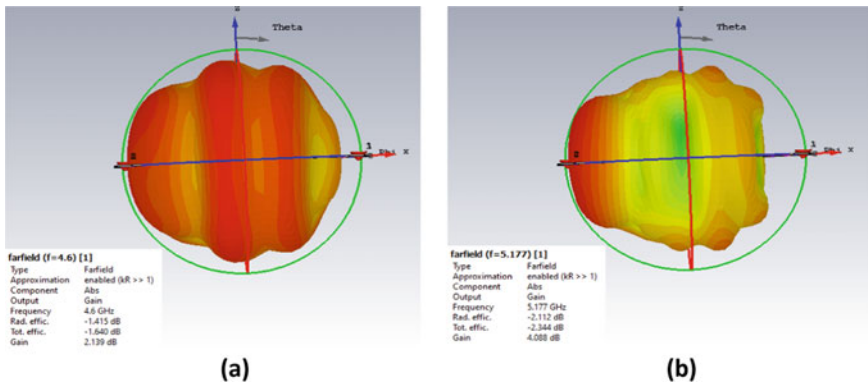 z
Theta
1
Phi x
farfield (f=4.6) [1]
Type Farfield
Approximation enabled (kR >> 1)
Component Abs
Output Gain
Frequency 4.6 GHz
Rad. effic. -1.415 dB
Tot. effic. -1.640 dB
Gain 2.139 dB
(a)
z
Theta
1
Phi x
farfield (f=5.177) [1]
Type Farfield
Approximation enabled (kR >> 1)
Component Abs
Output Gain
Frequency 5.177 GHz
Rad. effic. -2.112 dB
Tot. effic. -2.344 dB
Gain 4.088 dB
(b)